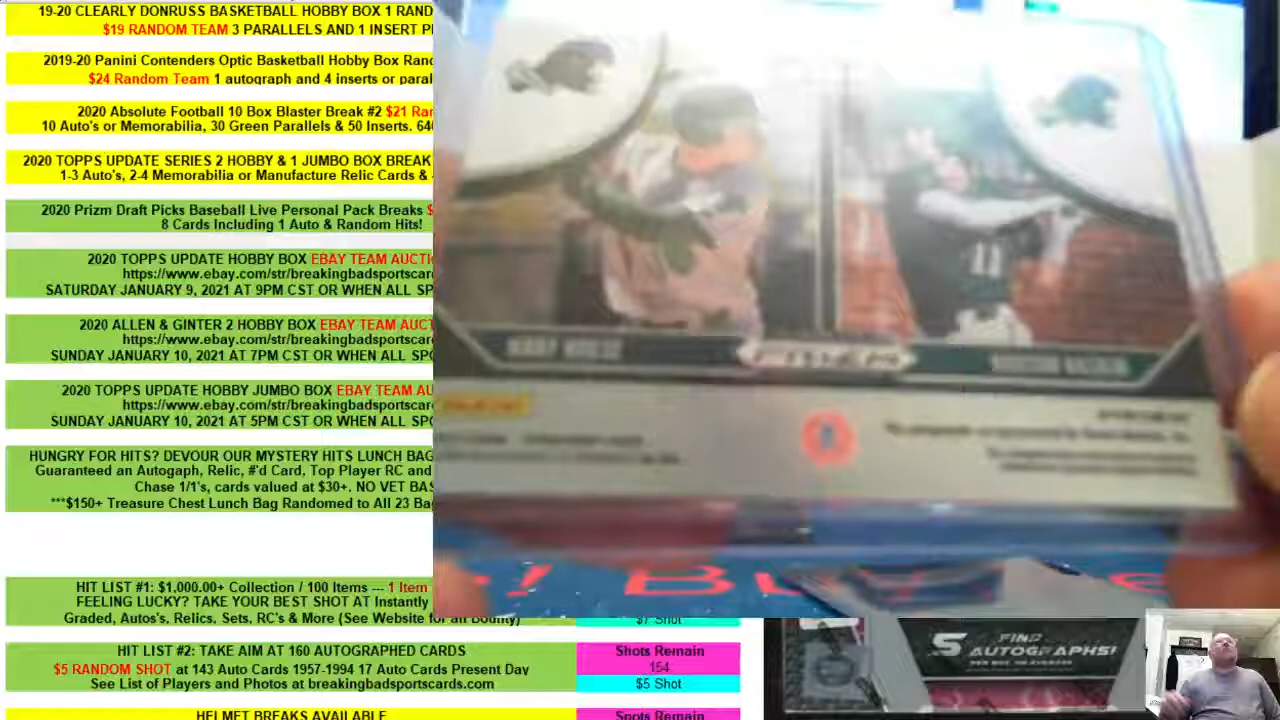 19-20 CLEARLY DONRUSS BASKETBALL HOBBY BOX 1 RAND
$19 RANDOM TEAM 3 PARALLELS AND 1 INSERT P
2019-20 Panini Contenders Optic Basketball Hobby Box Ran
$24 Random Team 1 autograph and 4 inserts or paral
2020 Absolute Football 10 Box Blaster Break #2 $21 Ra
10 Auto's or Memorabilia, 30 Green Parallels & 50 Inserts. 64
2020 TOPPS UPDATE SERIES 2 HOBBY & 1 JUMBO BOX BREAK
1-3 Auto's, 2-4 Memorabilia or Manufacture Relic Cards &
2020 Prizm Draft Picks Baseball Live Personal Pack Breaks $
8 Cards Including 1 Auto & Random Hits!
2020 TOPPS UPDATE HOBBY BOX EBAY TEAM AUCTI
https://www.ebay.com/str/breakingbadsportscar
SATURDAY JANUARY 9, 2021 AT 9PM CST OR WHEN ALL SP
2020 ALLEN & GINTER 2 HOBBY BOX EBAY TEAM AUCT
https://www.ebay.com/str/breakingbadsportscar
SUNDAY JANUARY 10, 2021 AT 7PM CST OR WHEN ALL SPO
2020 TOPPS UPDATE HOBBY JUMBO BOX EBAY TEAM AU
https://www.ebay.com/str/breakingbadsportscar
SUNDAY JANUARY 10, 2021 AT 5PM CST OR WHEN ALL SP
HUNGRY FOR HITS? DEVOUR OUR MYSTERY HITS LUNCH BAG
Guaranteed an Autogaph, Relic, #'d Card, Top Player RC and
Chase 1/1's, cards valued at $30+. NO VET BAS
***$150+ Treasure Chest Lunch Bag Randomed to All 23 Ba
HIT LIST #1: $1,000.00+ Collection / 100 Items --- 1 Item
FEELING LUCKY? TAKE YOUR BEST SHOT AT Instantly
Graded, Autos's, Relics, Sets, RC's & More (See Website for all Bounty)
$7 Shot
HIT LIST #2: TAKE AIM AT 160 AUTOGRAPHED CARDS
Shots Remain
$5 RANDOM SHOT at 143 Auto Cards 1957-1994 17 Auto Cards Present Day
154
See List of Players and Photos at breakingbadsportscards.com
$5 Shot
HELMET BREAKS AVAILABLE
Spots Remain
PRIZM
11
BUY
5 FIND
AUTOGRAPHS!